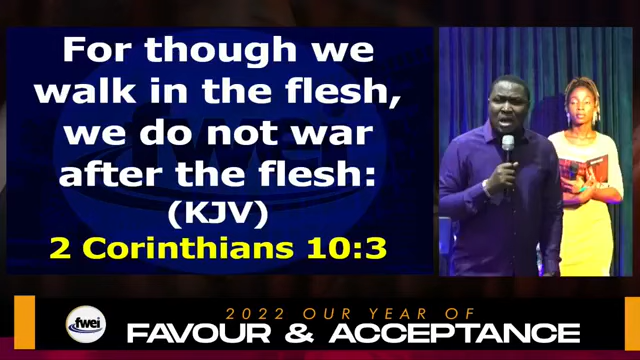 For though we
walk in the flesh,
we do not war
after the flesh:
(KJV)
2 Corinthians 10:3
fwei
2022 OUR YEAR OF
FAVOUR & ACCEPTANCE